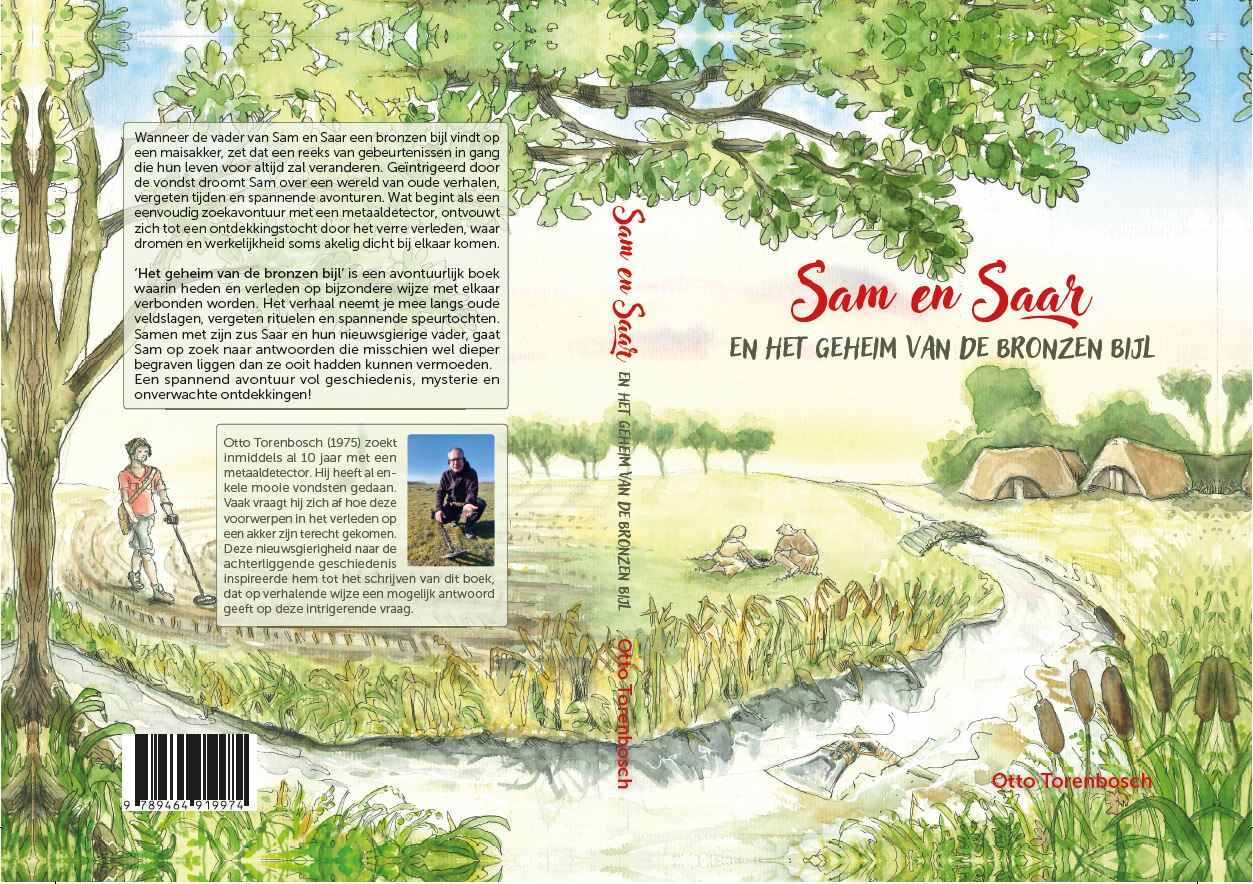 Wanneer de vader van Sam en Saar een bronzen bijl vindt op
een maisakker, zet dat een reeks van gebeurtenissen in gang
die hun leven voor altijd zal veranderen. Geïntrigeerd door
de vondst droomt Sam over een wereld van oude verhalen,
vergeten tijden en spannende avonturen. Wat begint als een
eenvoudig zoekavontuur met een metaaldetector, ontvouwt
zich tot een ontdekkingstocht door het verre verleden, waar
dromen en werkelijkheid soms akelig dicht bij elkaar komen.
‘Het geheim van de bronzen bijl’ is een avontuurlijk boek
waarin heden en verleden op bijzondere wijze met elkaar
verbonden worden. Het verhaal neemt je mee langs oude
veldslagen, vergeten rituelen en spannende speurtochten.
Samen met zijn zus Saar en hun nieuwsgierige vader, gaat
Sam op zoek naar antwoorden die misschien wel dieper
begraven liggen dan ze ooit hadden kunnen vermoeden.
Een spannend avontuur vol geschiedenis, mysterie en
onverwachte ontdekkingen!
Otto Torenbosch (1975) zoekt
inmiddels al 10 jaar met een
metaaldetector. Hij heeft al en-
kele mooie vondsten gedaan.
Vaak vraagt hij zich af hoe deze
voorwerpen in het verleden op
een akker zijn terecht gekomen.
Deze nieuwsgierigheid naar de
achterliggende geschiedenis
inspireerde hem tot het schrijven van dit boek,
dat op verhalende wijze een mogelijk antwoord
geeft op deze intrigerende vraag.
9 789464 919974
Sam en Saar EN HET GEHEIM VAN DE BRONZEN BIJL Otto Torenbosch
Sam en Saar
EN HET GEHEIM VAN DE BRONZEN BIJL
Otto Torenbosch